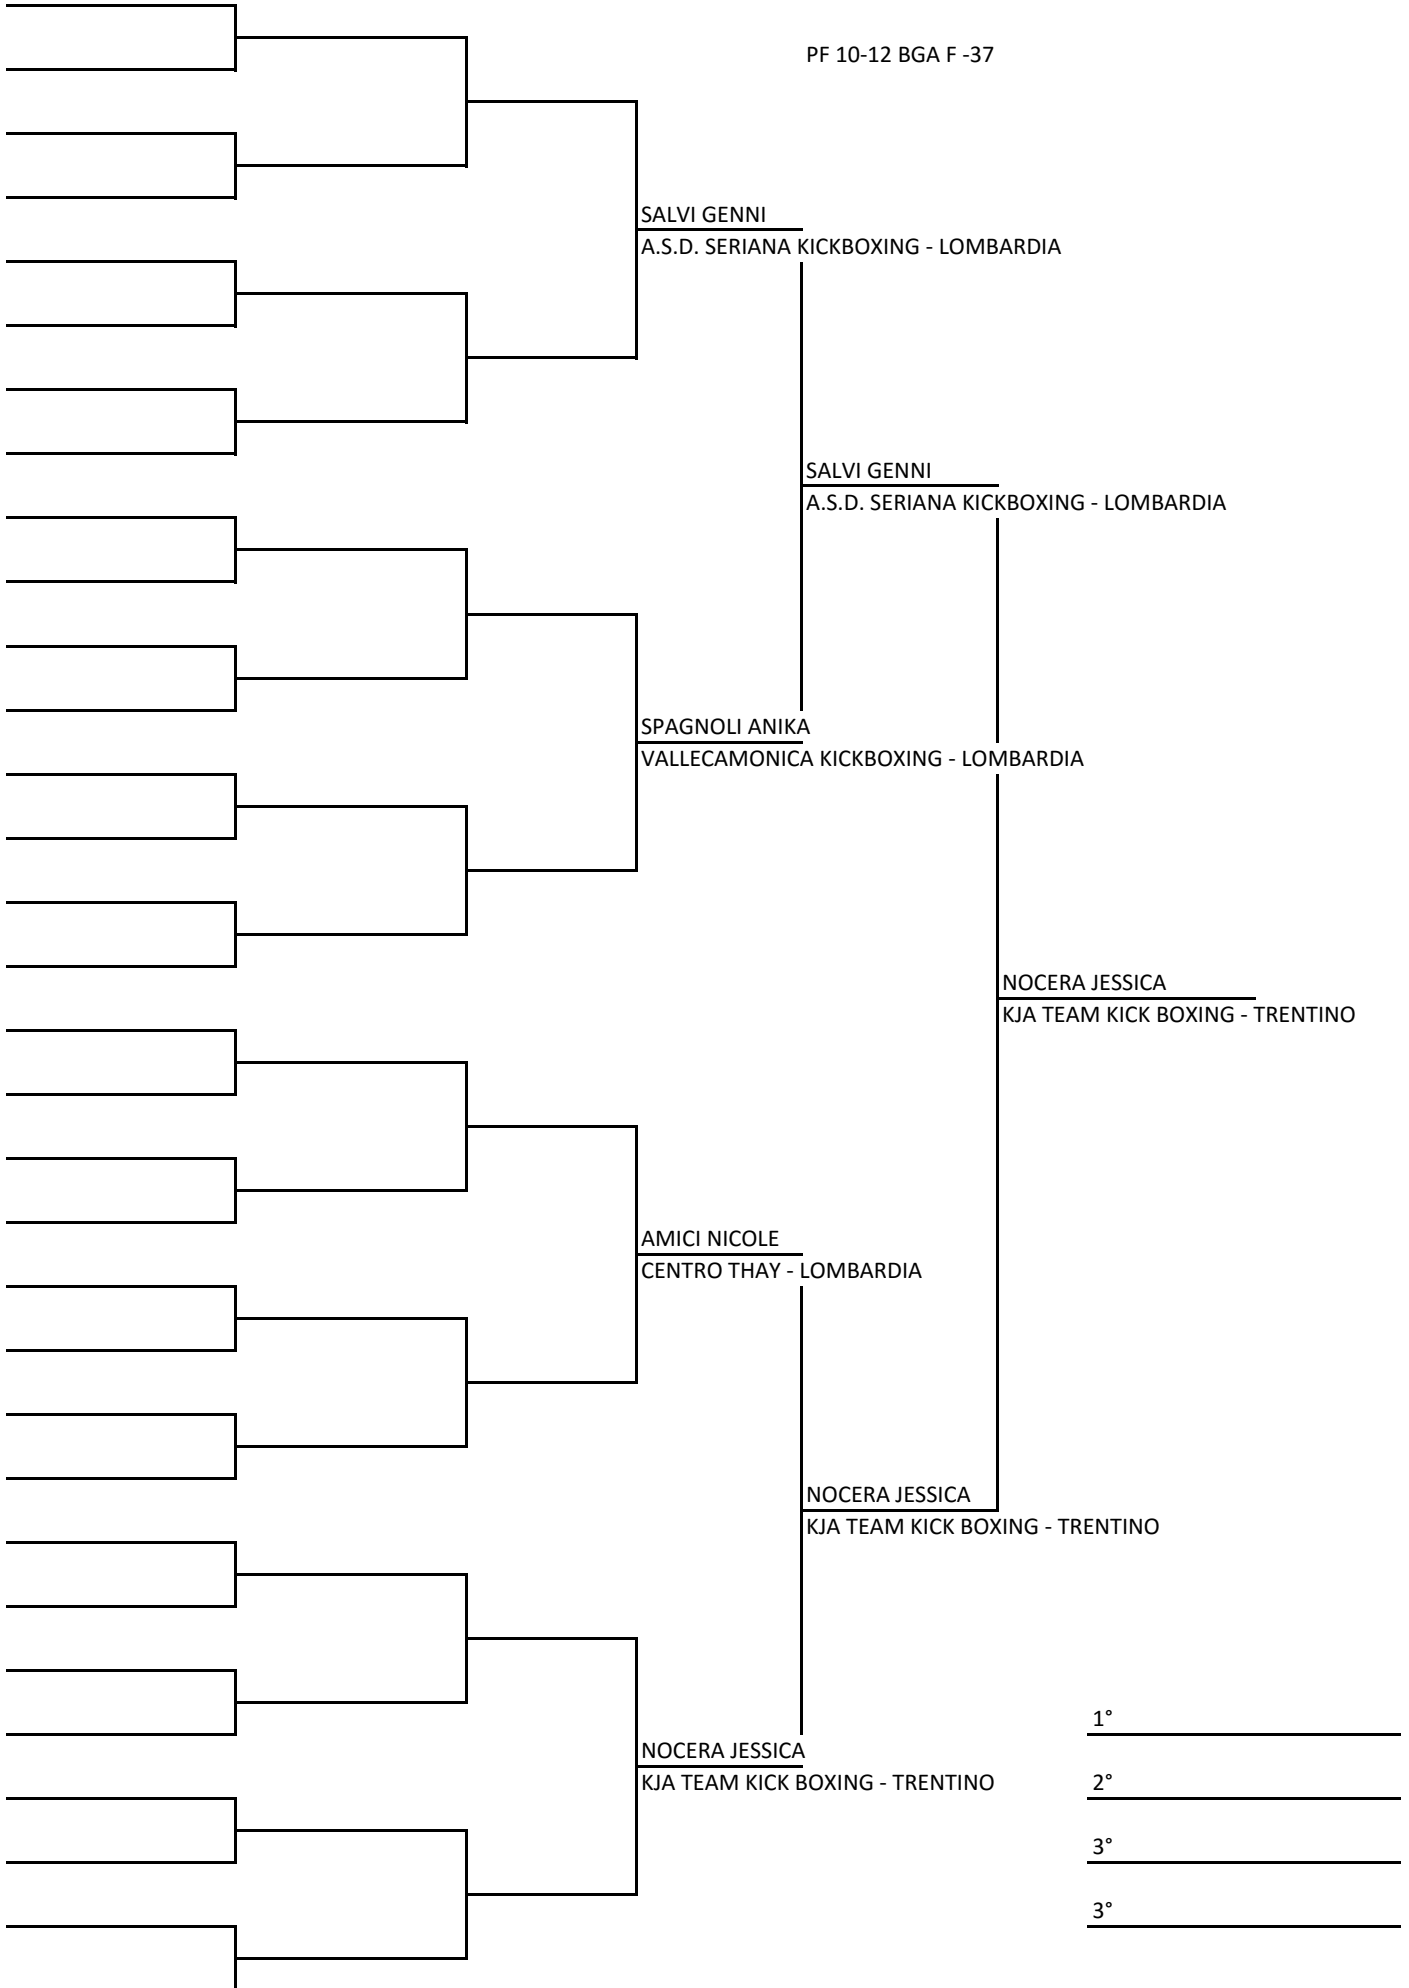 PF 10-12 BGA F -37
SALVI GENNI
A.S.D. SERIANA KICKBOXING - LOMBARDIA
SALVI GENNI
A.S.D. SERIANA KICKBOXING - LOMBARDIA
SPAGNOLI ANIKA
VALLECAMONICA KICKBOXING - LOMBARDIA
NOCERA JESSICA
KJA TEAM KICK BOXING - TRENTINO
AMICI NICOLE
CENTRO THAY - LOMBARDIA
NOCERA JESSICA
KJA TEAM KICK BOXING - TRENTINO
NOCERA JESSICA
KJA TEAM KICK BOXING - TRENTINO
1°
2°
3°
3°